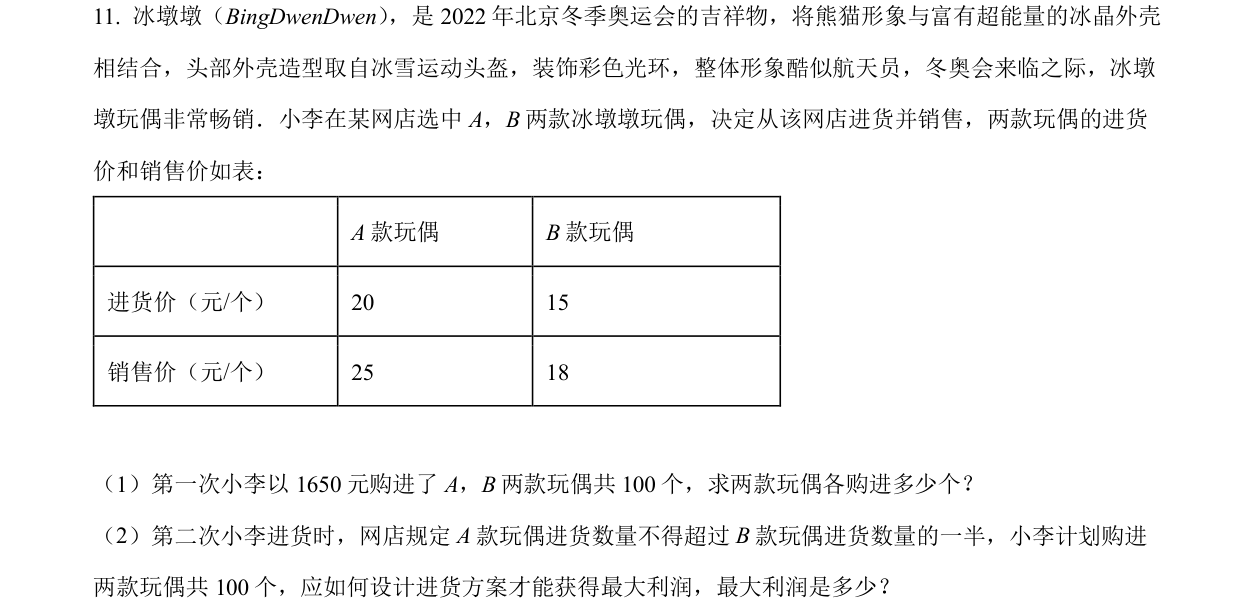 11. 冰墩墩（BingDwenDwen），是 2022 年北京冬季奥运会的吉祥物，将熊猫形象与富有超能量的冰晶外壳
相结合，头部外壳造型取自冰雪运动头盔，装饰彩色光环，整体形象酷似航天员，冬奥会来临之际，冰墩
墩玩偶非常畅销．小李在某网店选中 A，B 两款冰墩墩玩偶，决定从该网店进货并销售，两款玩偶的进货
价和销售价如表：
A 款玩偶 B 款玩偶
进货价（元/个） 20 15
销售价（元/个） 25 18
（1）第一次小李以 1650 元购进了 A，B 两款玩偶共 100 个，求两款玩偶各购进多少个？
（2）第二次小李进货时，网店规定 A 款玩偶进货数量不得超过 B 款玩偶进货数量的一半，小李计划购进
两款玩偶共 100 个，应如何设计进货方案才能获得最大利润，最大利润是多少？